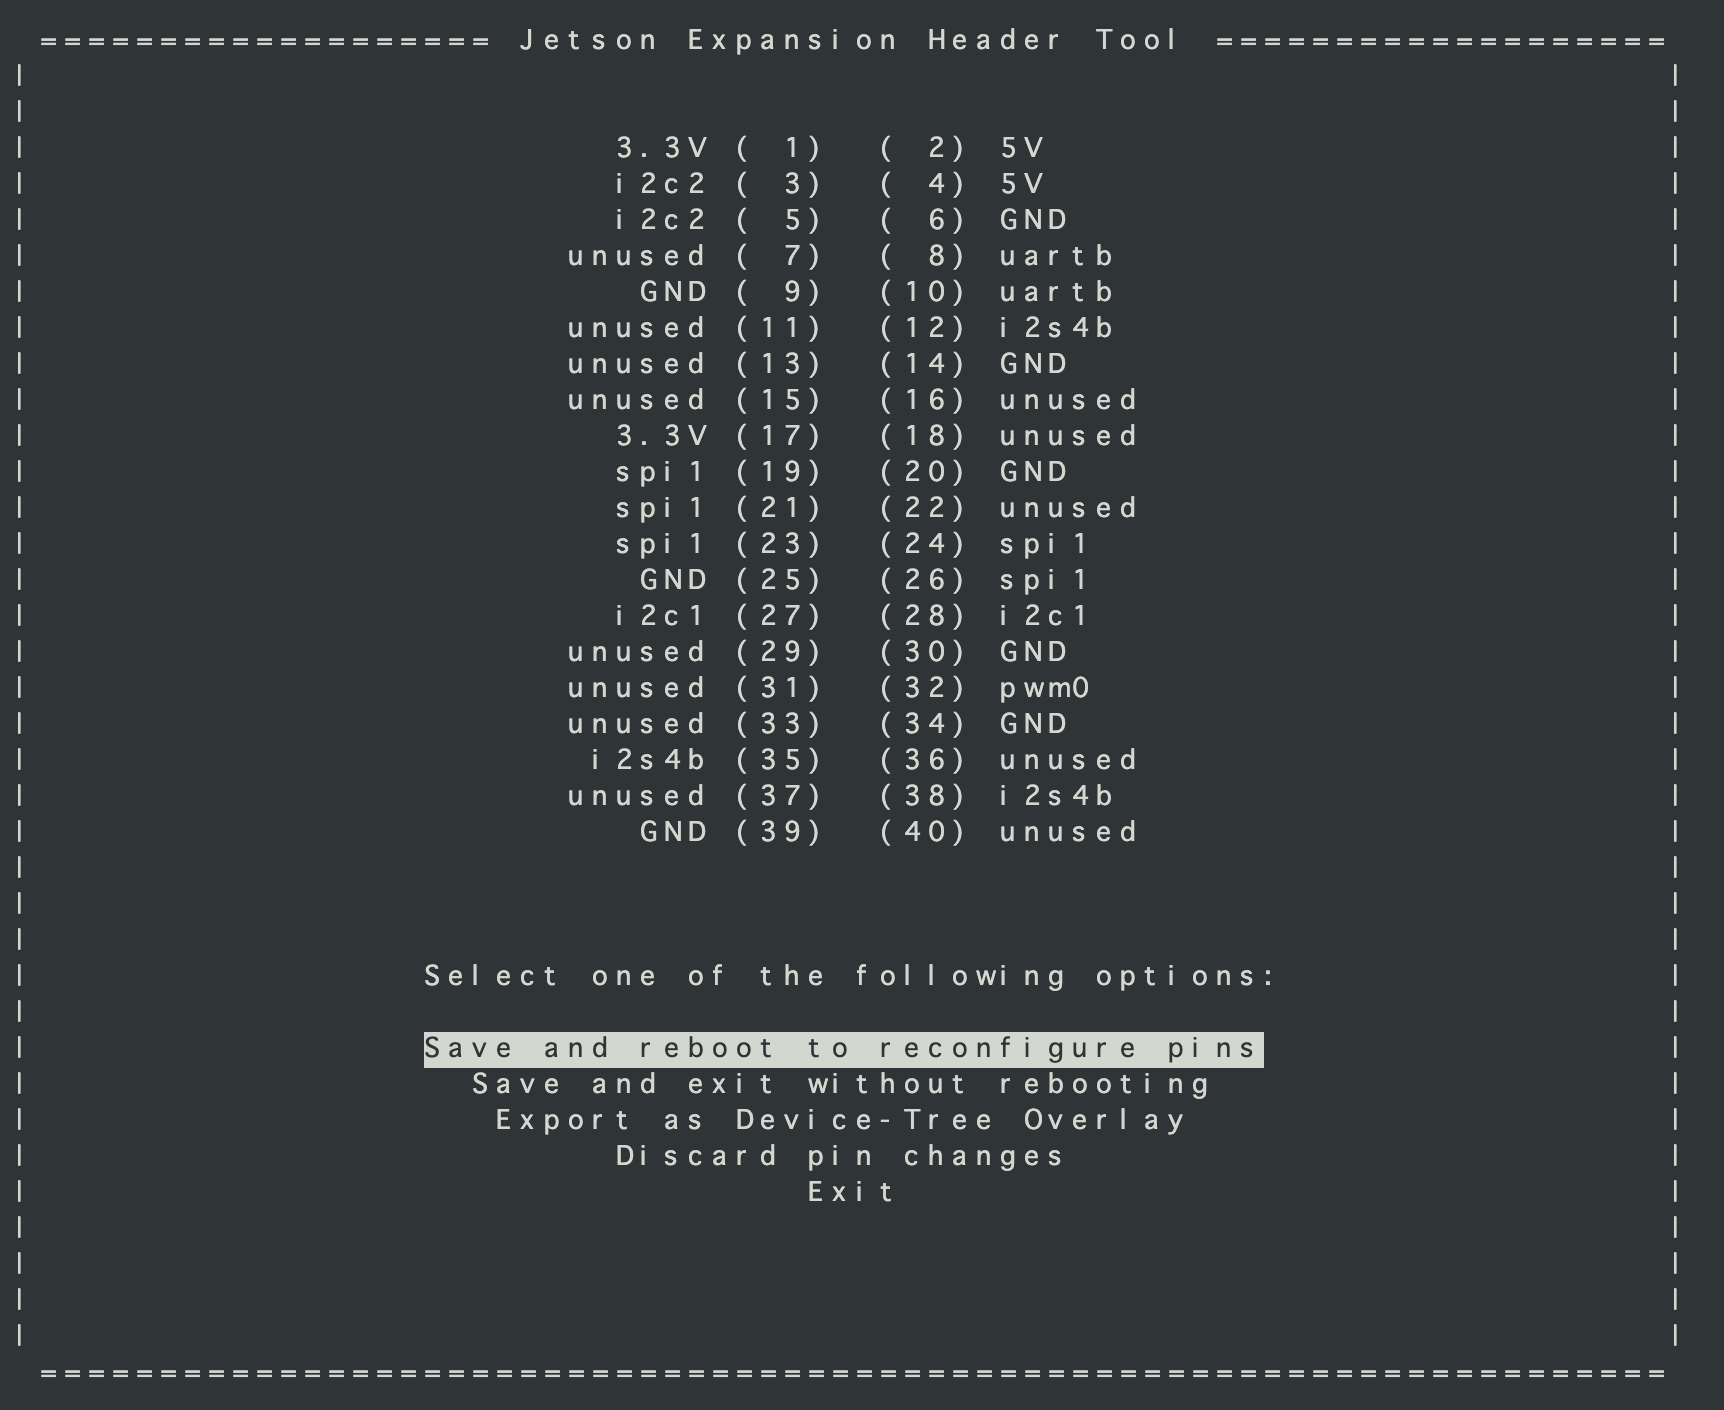 =================== Jetson Expansion Header Tool ===================
3.3V ( 1) ( 2) 5V
i2c2 ( 3) ( 4) 5V
i2c2 ( 5) ( 6) GND
unused ( 7) ( 8) uartb
GND ( 9) (10) uartb
unused (11) (12) i2s4b
unused (13) (14) GND
unused (15) (16) unused
3.3V (17) (18) unused
spi1 (19) (20) GND
spi1 (21) (22) unused
spi1 (23) (24) spi1
GND (25) (26) spi1
i2c1 (27) (28) i2c1
unused (29) (30) GND
unused (31) (32) pwm0
unused (33) (34) GND
i2s4b (35) (36) unused
unused (37) (38) i2s4b
GND (39) (40) unused
Select one of the following options:
Save and reboot to reconfigure pins
Save and exit without rebooting
Export as Device-Tree Overlay
Discard pin changes
Exit
====================================================================